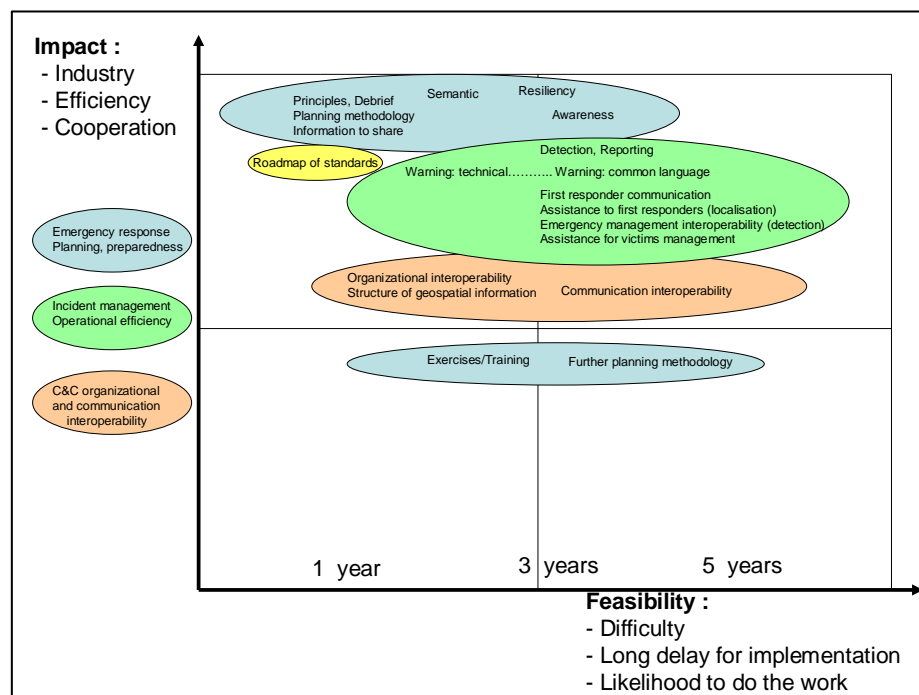 Impact :
- Industry
- Efficiency
- Cooperation
Semantic
Resiliency
Principles, Debrief
Planning methodology
Information to share
Awareness
Roadmap of standards
Detection, Reporting
Warning: technical……….. Warning: common language
First responder communication
Assistance to first responders (localisation)
Emergency management interoperability (detection)
Assistance for victims management
Emergency response
Planning, preparedness
Organizational interoperability
Structure of geospatial information
Communication interoperability
Incident management
Operational efficiency
Exercises/Training
Further planning methodology
C&C organizational
and communication
interoperability
1 year
3 years
5 years
Feasibility :
- Difficulty
- Long delay for implementation
- Likelihood to do the work